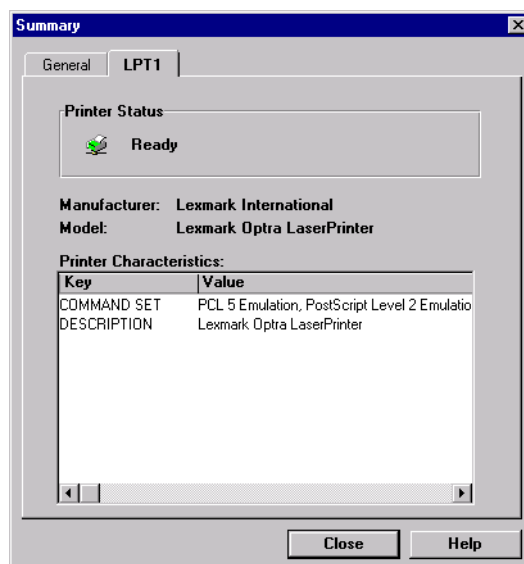 Summary
General LPT1
Printer Status
Ready
Manufacturer: Lexmark International
Model: Lexmark Optra LaserPrinter
Printer Characteristics:
Key Value
COMMAND SET PCL 5 Emulation, PostScript Level 2 Emulatio
DESCRIPTION Lexmark Optra LaserPrinter
Close Help